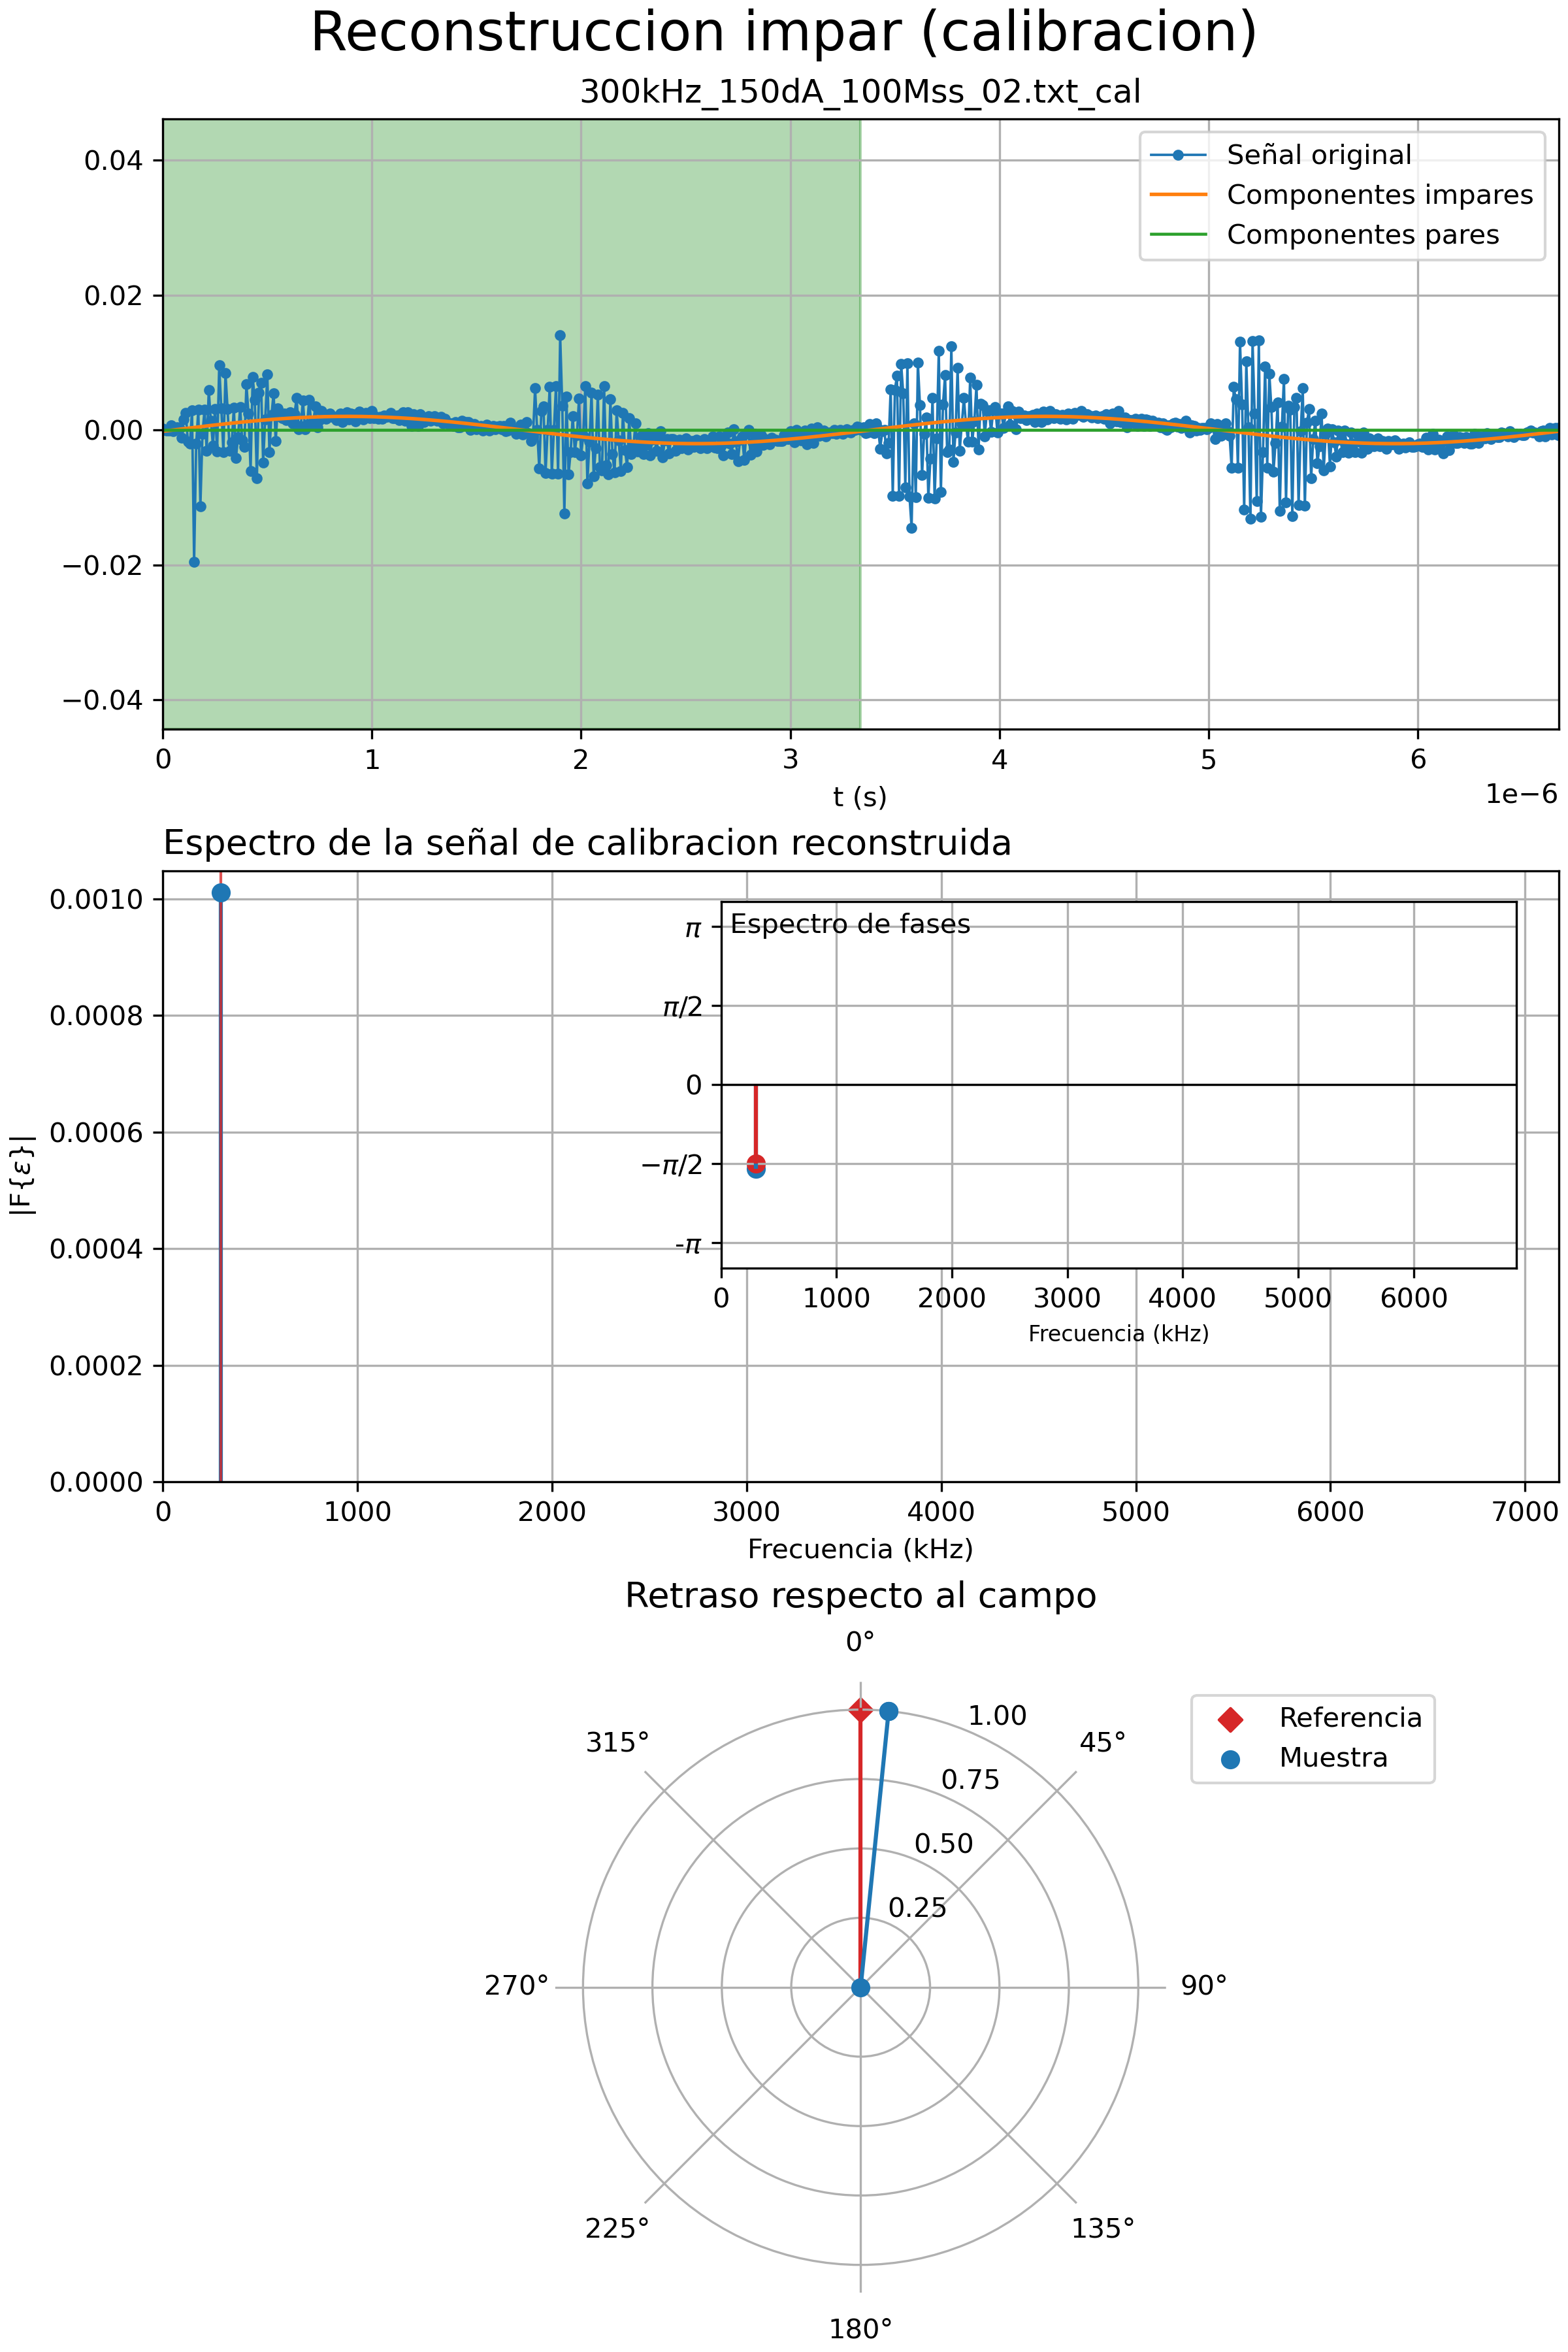 Reconstruccion impar (calibracion)
300kHz_150dA_100Mss_02.txt_cal
0.04
0.02
0.00
−0.02
−0.04
Señal original
Componentes impares
Componentes pares
0 1 2 3 4 5 6
t (s)
1e−6
Espectro de la señal de calibracion reconstruida
|F{ε}|
0.0010
0.0008
0.0006
0.0004
0.0002
0.0000
Espectro de fases
π
π/2
0
−π/2
-π
0 1000 2000 3000 4000 5000 6000
Frecuencia (kHz)
0 1000 2000 3000 4000 5000 6000 7000
Frecuencia (kHz)
Retraso respecto al campo
0°
45°
90°
135°
180°
225°
270°
315°
1.00
0.75
0.50
0.25
Referencia
Muestra